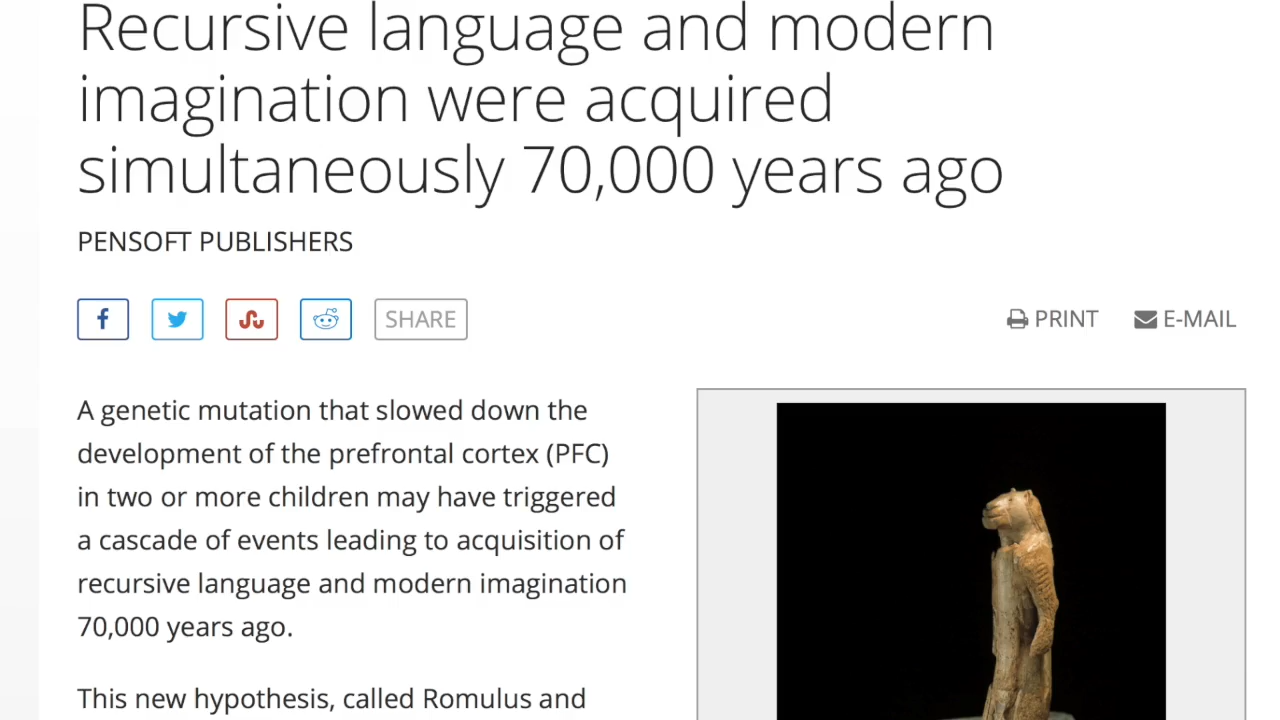 Recursive language and modern
imagination were acquired
simultaneously 70,000 years ago
PENSOFT PUBLISHERS
SHARE
PRINT
E-MAIL
A genetic mutation that slowed down the
development of the prefrontal cortex (PFC)
in two or more children may have triggered
a cascade of events leading to acquisition of
recursive language and modern imagination
70,000 years ago.
This new hypothesis, called Romulus and